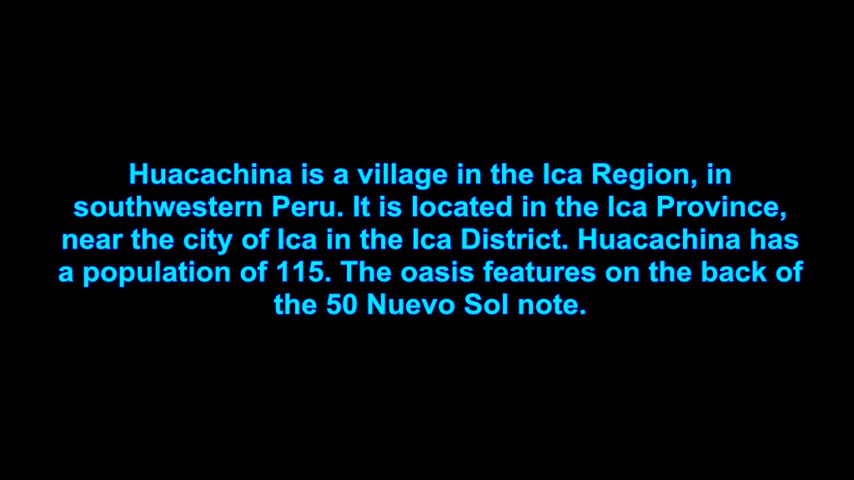 Huacachina is a village in the Ica Region, in
southwestern Peru. It is located in the Ica Province,
near the city of Ica in the Ica District. Huacachina has
a population of 115. The oasis features on the back of
the 50 Nuevo Sol note.